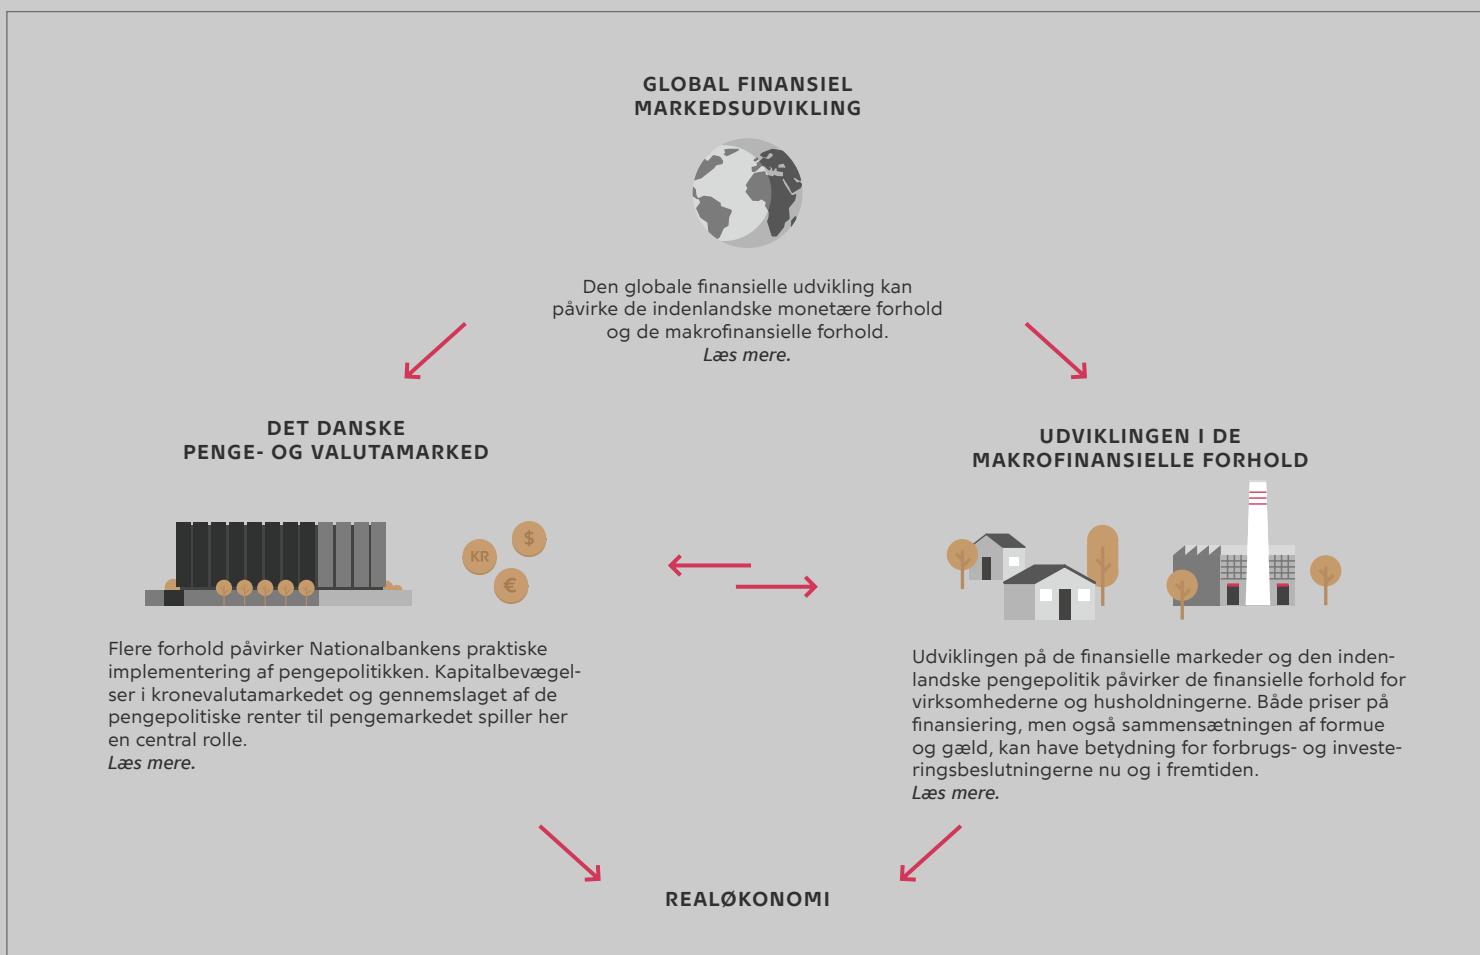 GLOBAL FINANSIEL
MARKEDSUDVIKLING
Den globale finansielle udvikling kan
påvirke de indenlandske monetære forhold
og de makrofinansielle forhold.
Læs mere.
DET DANSKE
PENGE- OG VALUTAMARKED
KR
$
€
Flere forhold påvirker Nationalbankens praktiske
implementering af pengepolitikken. Kapitalbevægel-
ser i kronevalutamarkedet og gennemslaget af de
pengepolitiske renter til pengemarkedet spiller her
en central rolle.
Læs mere.
UDVIKLINGEN I DE
MAKROFINANSIELLE FORHOLD
Udviklingen på de finansielle markeder og den inden-
landske pengepolitik påvirker de finansielle forhold for
virksomhederne og husholdningerne. Både priser på
finansiering, men også sammensætningen af formue
og gæld, kan have betydning for forbrugs- og investe-
ringsbeslutningerne nu og i fremtiden.
Læs mere.
REALØKONOMI